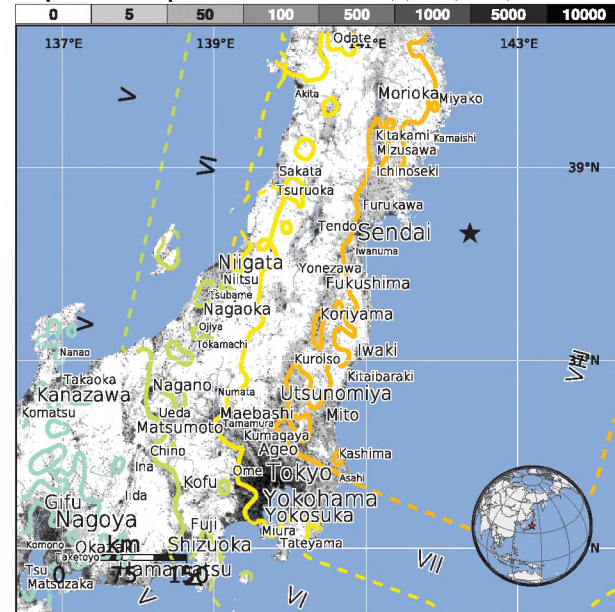 0 5 50 100 500 1000 5000 10000
137°E 139°E 141°E 143°E
Odate
Akita
Morioka
Miyako
V
Kitakami
Kamaishi
Mizusawa
VI
39°N
Sakata
Ichinoseki
Tsuruoka
Furukawa
Tendo
Sendai
Iwanuma
Niigata
Yonezawa
Niitsu
Fukushima
Tsubame
Nagaoka
Koriyama
V
Ojiya
Tokamachi
Nanao
Iwaki
37°N
Kuroiso
VIII
Takaoka
Nagano
Kitaibaraki
Kanazawa
Numata
Utsunomiya
Komatsu
Ueda
Maebashi
Mito
Matsumoto
Tamamura
Kumagaya
Chino
Ageo
Kashima
Ina
Ome
Tokyo
Asahi
Kofu
Iida
Yokohama
Gifu
Nagoya
Fuji
Yokosuka
Miura
Komono
Okazaki
km
Shizuoka
Tateyama
N
Taketoyo
VII
Tsu
0 75 150
Hamamatsu
Matsuzaka
V
VI